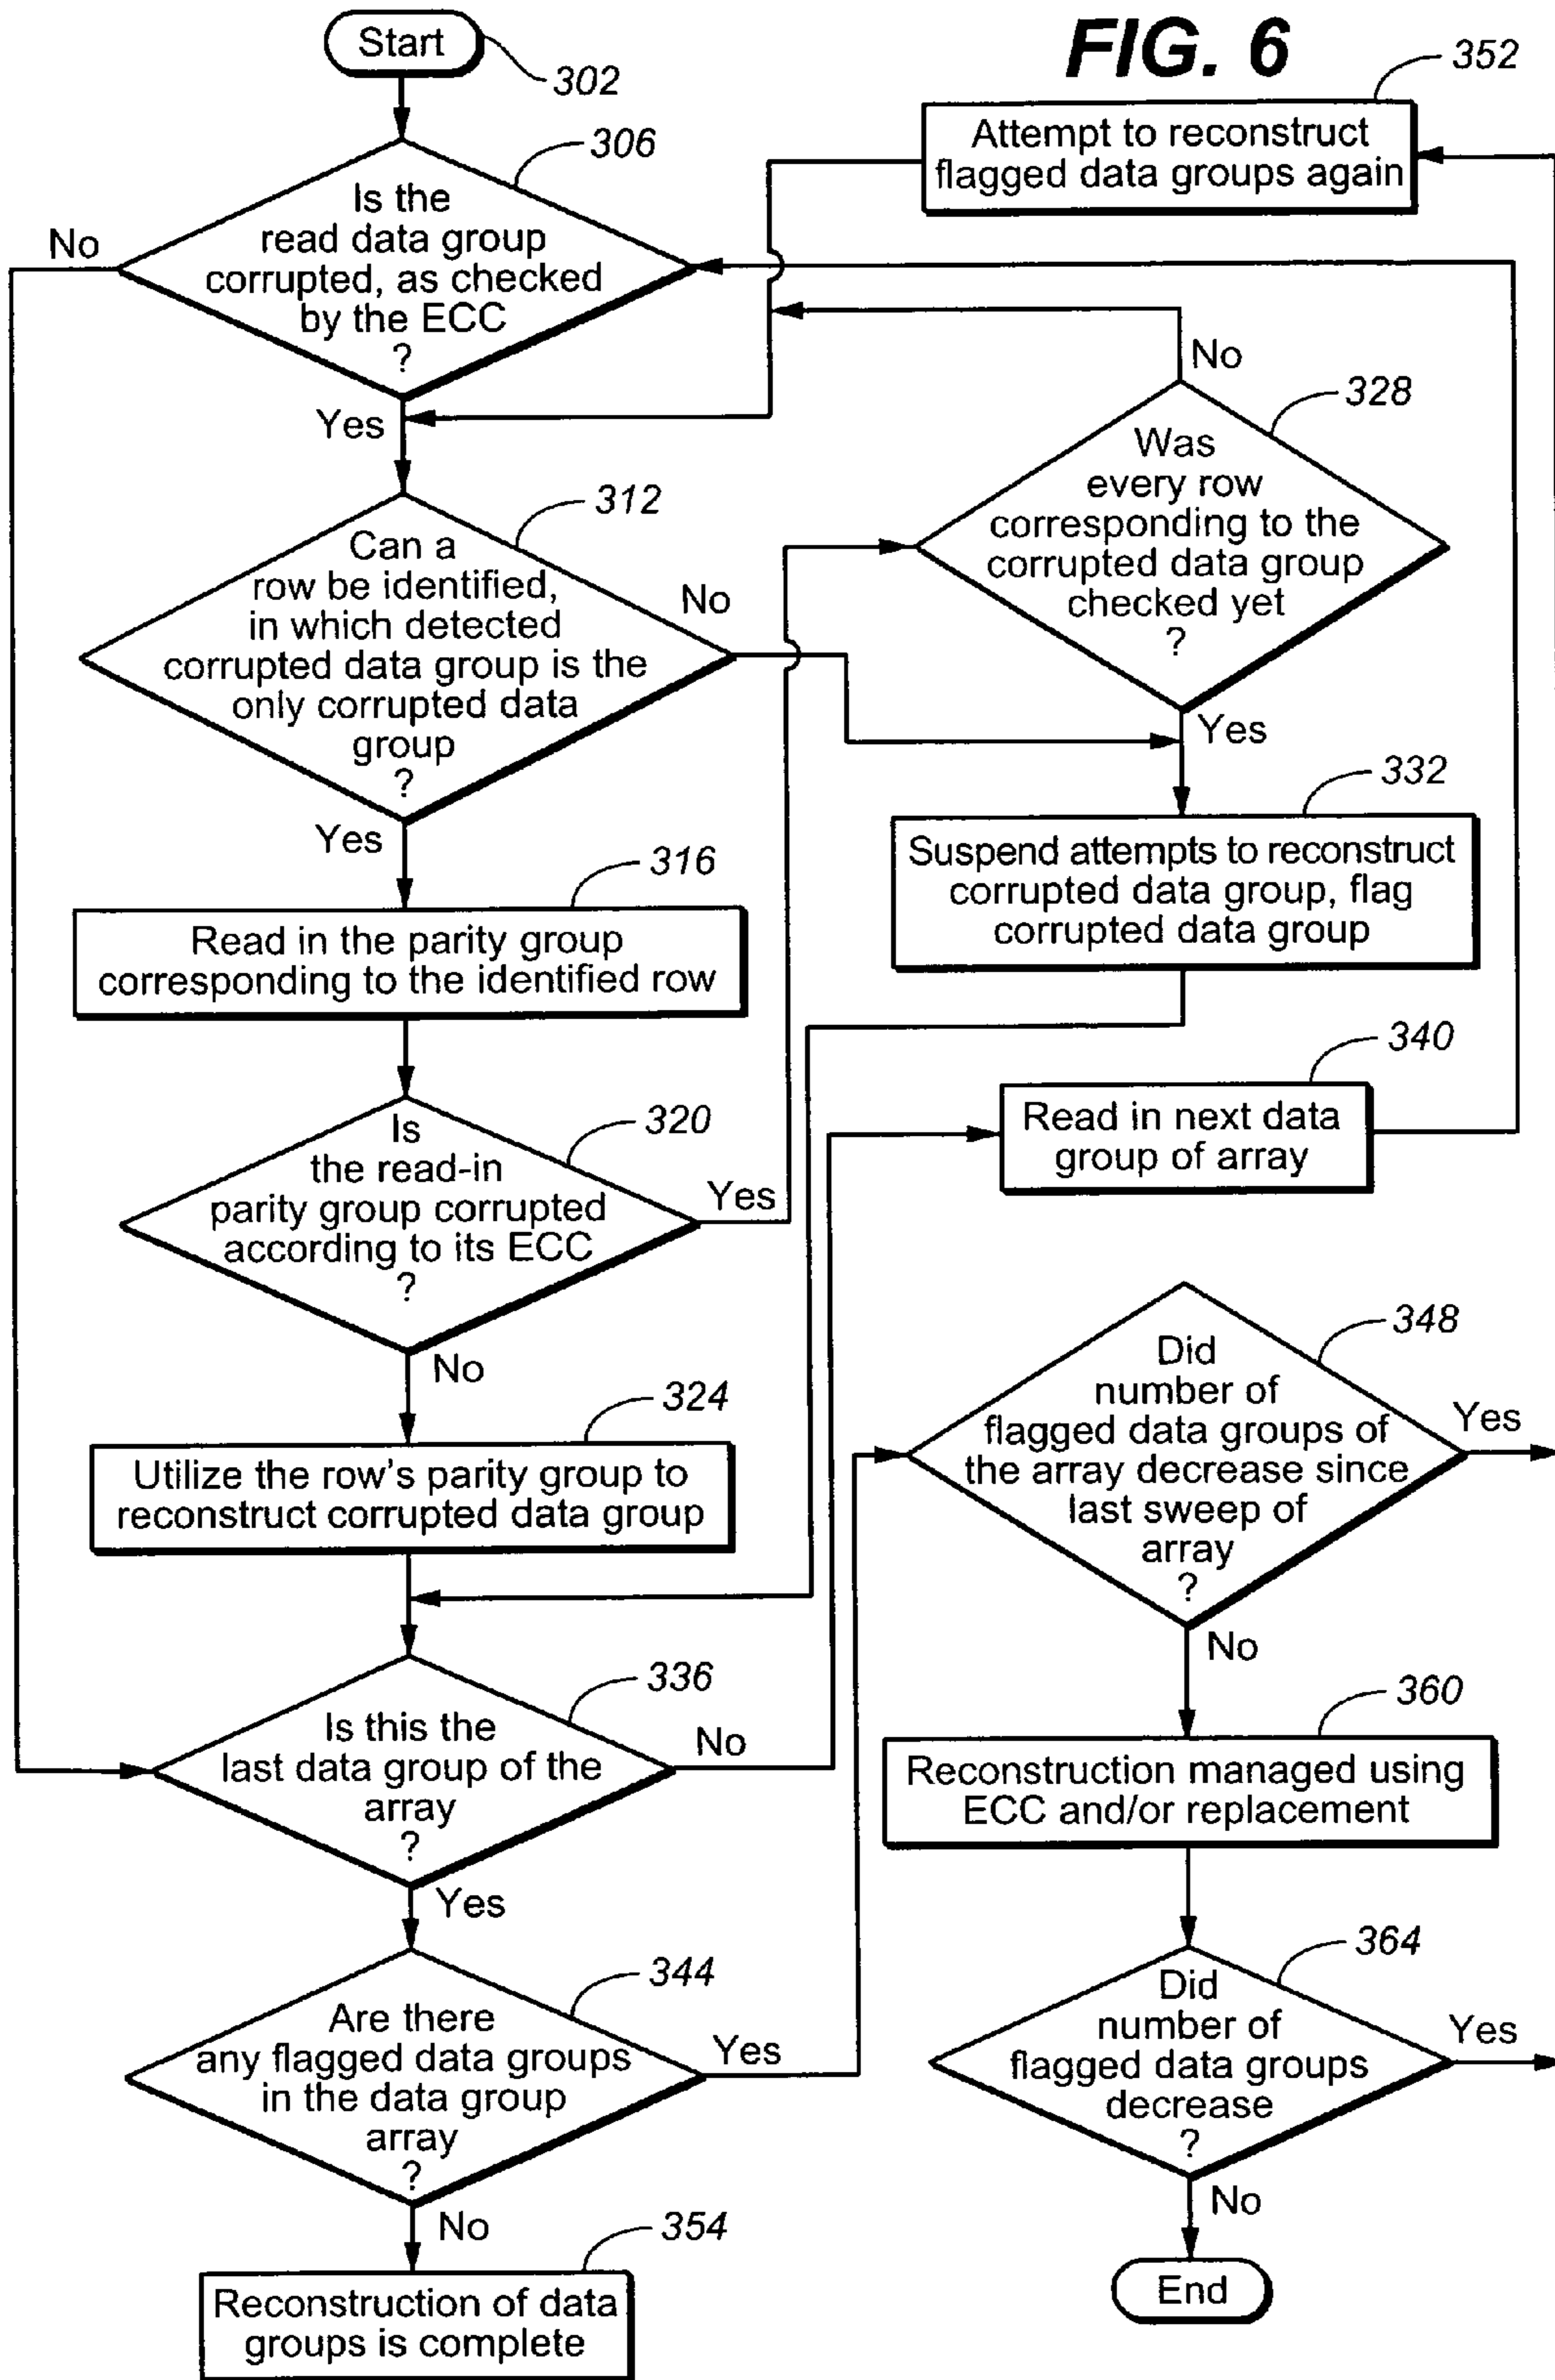 FIG. 6
Start
302
352
Attempt to reconstruct
flagged data groups again
306
Is the
read data group
corrupted, as checked
by the ECC
?
No
Yes
328
No
Was
every row
corresponding to the
corrupted data group
checked yet
?
Yes
312
Can a
row be identified,
in which detected
corrupted data group is the
only corrupted data
group
?
No
Yes
332
Suspend attempts to reconstruct
corrupted data group, flag
corrupted data group
316
Read in the parity group
corresponding to the identified row
340
Read in next data
group of array
320
Is
the read-in
parity group corrupted
according to its ECC
?
Yes
No
348
Did
number of
flagged data groups of
the array decrease since
last sweep of
array
?
Yes
No
324
Utilize the row's parity group to
reconstruct corrupted data group
336
Is this the
last data group of the
array
?
No
Yes
360
Reconstruction managed using
ECC and/or replacement
344
Are there
any flagged data groups
in the data group
array
?
Yes
No
364
Did
number of
flagged data groups
decrease
?
Yes
No
354
Reconstruction of data
groups is complete
End